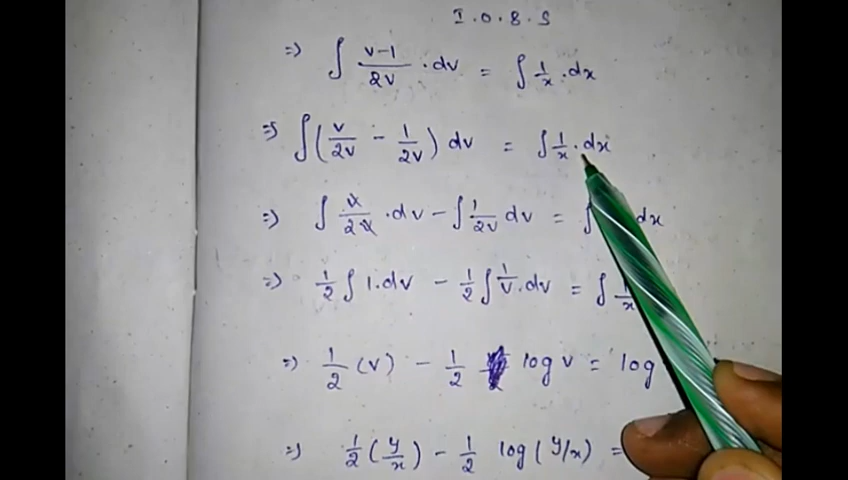 I.O.B.S
=> ∫ (v-1)/(2v) . dv = ∫ 1/x . dx
=> ∫ (v/2v - 1/2v) dv = ∫ 1/x . dx
=> ∫ v/2v . dv - ∫ 1/2v dv = ∫ dx
=> 1/2 ∫ 1.dv - 1/2 ∫ 1/v . dv = ∫ 1/x
=> 1/2 (v) - 1/2 log v = log
=> 1/2 (y/x) - 1/2 log (y/x) =